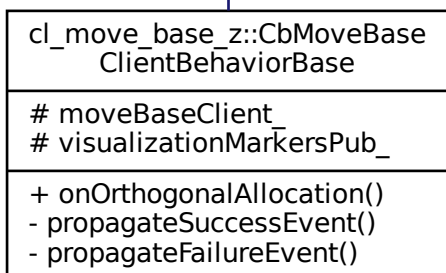 cl_move_base_z::CbMoveBase
ClientBehaviorBase
# moveBaseClient_
# visualizationMarkersPub_
+ onOrthogonalAllocation()
- propagateSuccessEvent()
- propagateFailureEvent()